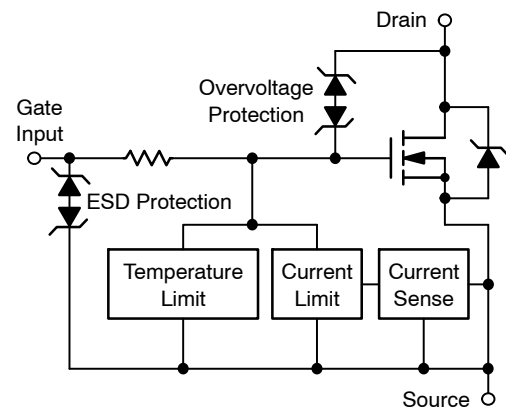 Drain
Overvoltage
Protection
Gate
Input
ESD Protection
Temperature
Limit
Current
Limit
Current
Sense
Source